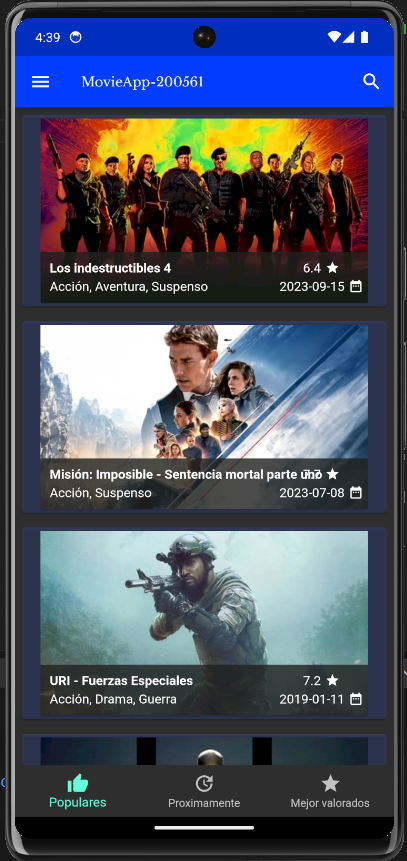 4:39
MovieApp-200561
Los indestructibles 4 6.4
Acción, Aventura, Suspenso 2023-09-15
Misión: Imposible - Sentencia mortal parte uno
Acción, Suspenso 2023-07-08
URI - Fuerzas Especiales 7.2
Acción, Drama, Guerra 2019-01-11
Populares Proximamente Mejor valorados